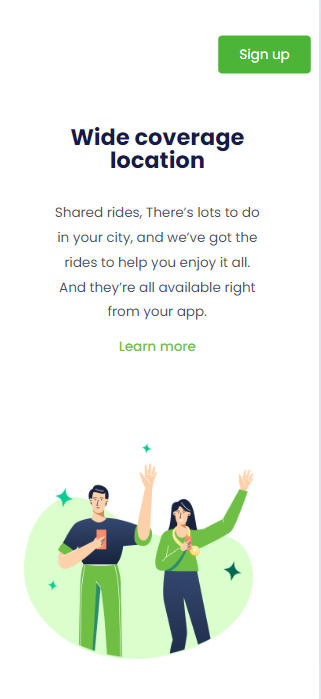 Sign up
Wide coverage
location
Shared rides, There's lots to do
in your city, and we've got the
rides to help you enjoy it all.
And they're all available right
from your app.
Learn more